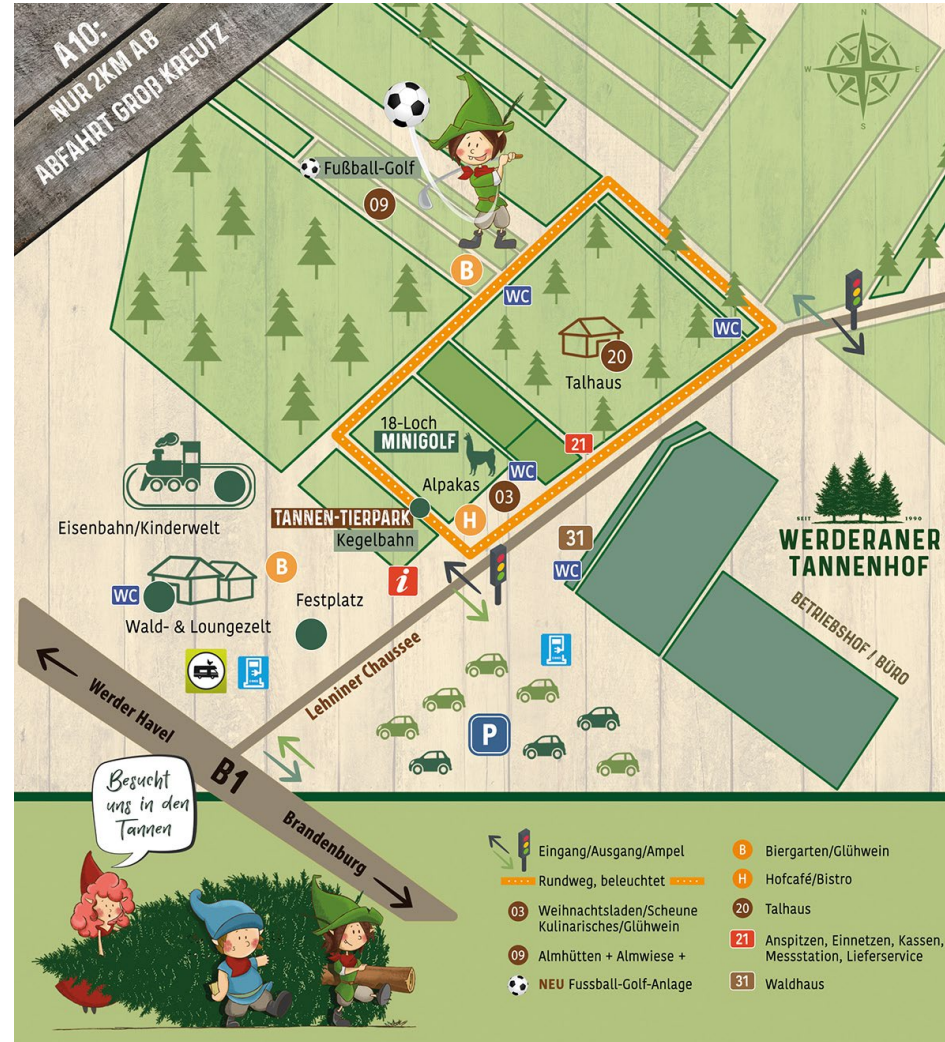 A10:
NUR 2KM AB
ABFAHRT GROß KREUTZ
N
W
E
S
Fußball-Golf
09
B
WC
WC
20
Talhaus
18-Loch
MINIGOLF
21
Alpakas
WC
03
TANNEN-TIERPARK
H
Kegelbahn
i
Eisenbahn/Kinderwelt
B
WC
Wald- & Loungezelt
Festplatz
31
WC
SEIT
1990
WERDERANER
TANNENHOF
BETRIEBSHOF / BÜRO
Lehniner Chaussee
P
Werder Havel
B1
Brandenburg
Besucht
uns in den
Tannen
Eingang/Ausgang/Ampel
Rundweg, beleuchtet
03 Weihnachtsladen/Scheune
Kulinarisches/Glühwein
09 Almhütten + Almwiese +
NEU Fussball-Golf-Anlage
B Biergarten/Glühwein
H Hofcafé/Bistro
20 Talhaus
21 Anspitzen, Einnetzen, Kassen,
Messstation, Lieferservice
31 Waldhaus